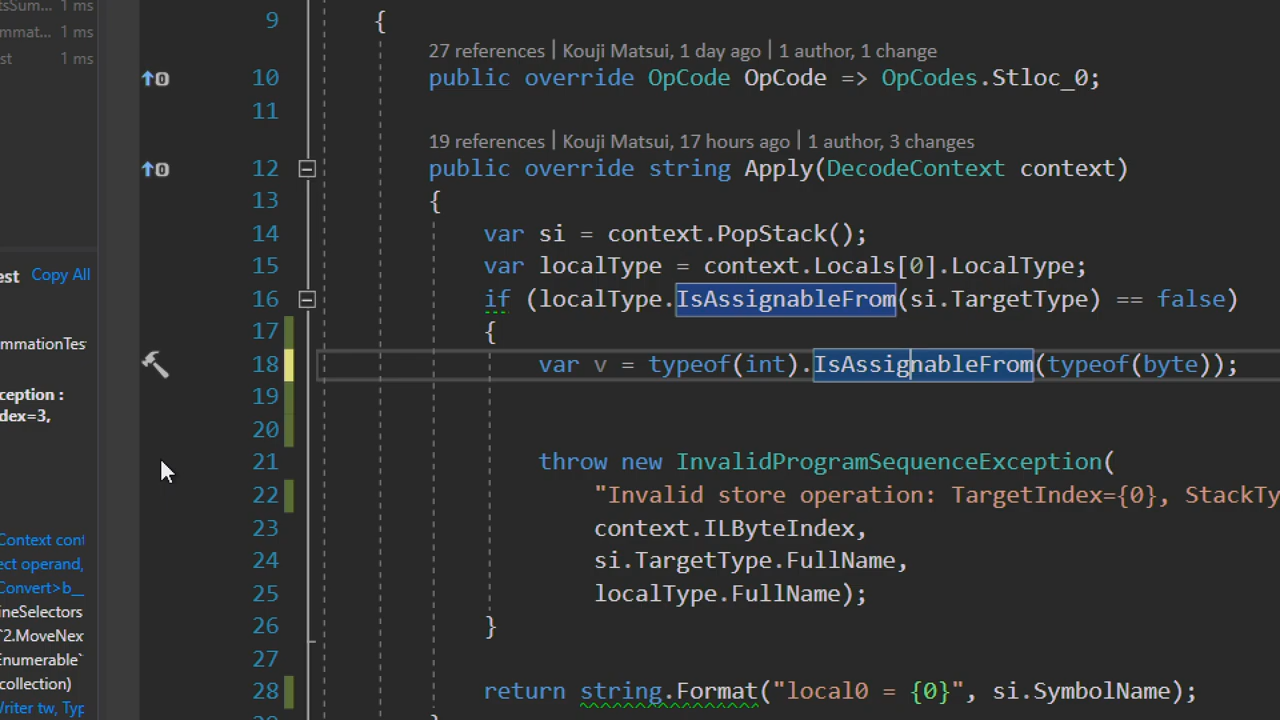 tsSum... 1 ms
mmat... 1 ms
st 1 ms
est Copy All
ommationTes
ception :
dex=3,
Context cont
ect operand,
Convert>b__
ineSelectors
`2.MoveNex
Enumerable`
collection)
Writer tw, Typ
9 {
27 references | Kouji Matsui, 1 day ago | 1 author, 1 change
10 public override OpCode OpCode => OpCodes.Stloc_0;
11
19 references | Kouji Matsui, 17 hours ago | 1 author, 3 changes
12 public override string Apply(DecodeContext context)
13 {
14 var si = context.PopStack();
15 var localType = context.Locals[0].LocalType;
16 if (localType.IsAssignableFrom(si.TargetType) == false)
17 {
18 var v = typeof(int).IsAssignableFrom(typeof(byte));
19
20
21 throw new InvalidProgramSequenceException(
22 "Invalid store operation: TargetIndex={0}, StackTy
23 context.ILByteIndex,
24 si.TargetType.FullName,
25 localType.FullName);
26 }
27
28 return string.Format("local0 = {0}", si.SymbolName);